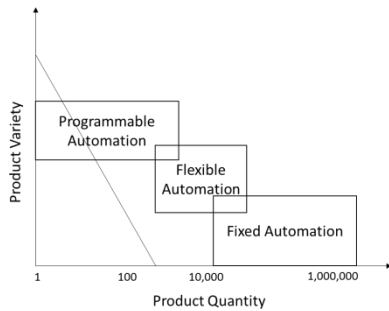 Product Variety
Programmable
Automation
Flexible
Automation
Fixed Automation
1
100
10,000
1,000,000
Product Quantity